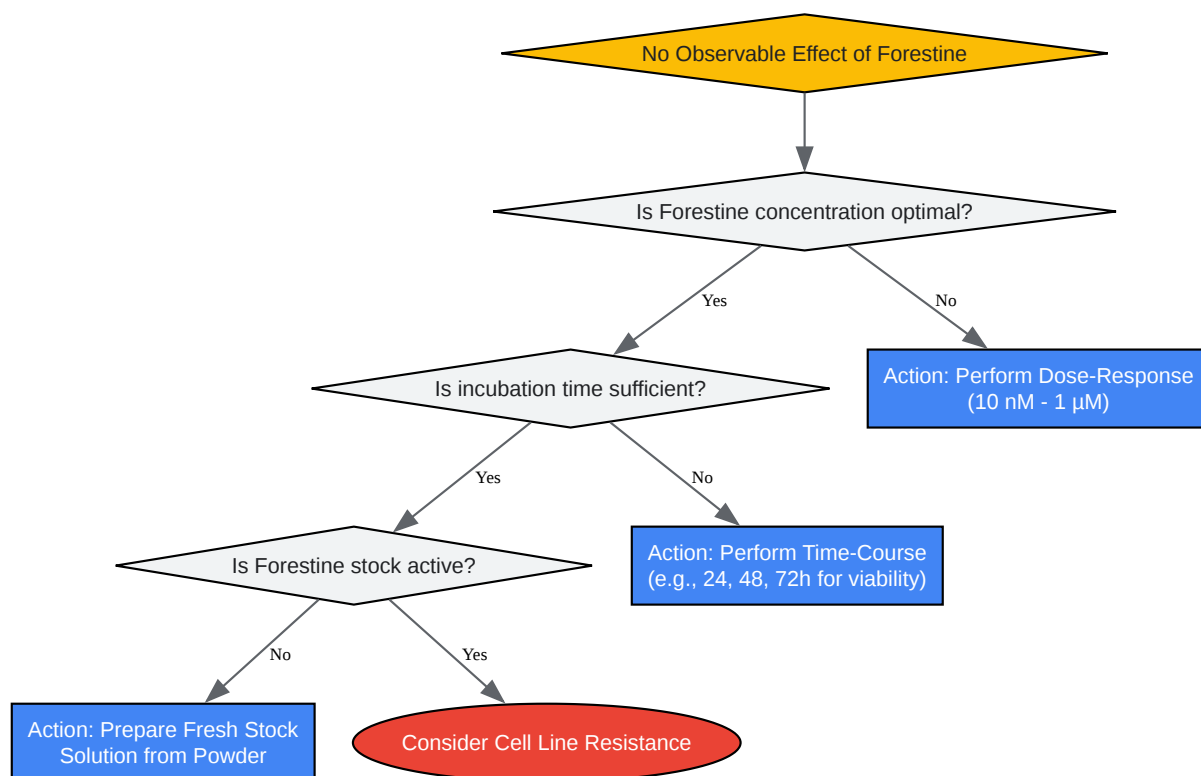 No Observable Effect of Forestine
Is Forestine concentration optimal?
Yes
No
Is incubation time sufficient?
Action: Perform Dose-Response
(10 nM - 1 µM)
Yes
No
Is Forestine stock active?
Action: Perform Time-Course
(e.g., 24, 48, 72h for viability)
No
Yes
Action: Prepare Fresh Stock
Solution from Powder
Consider Cell Line Resistance